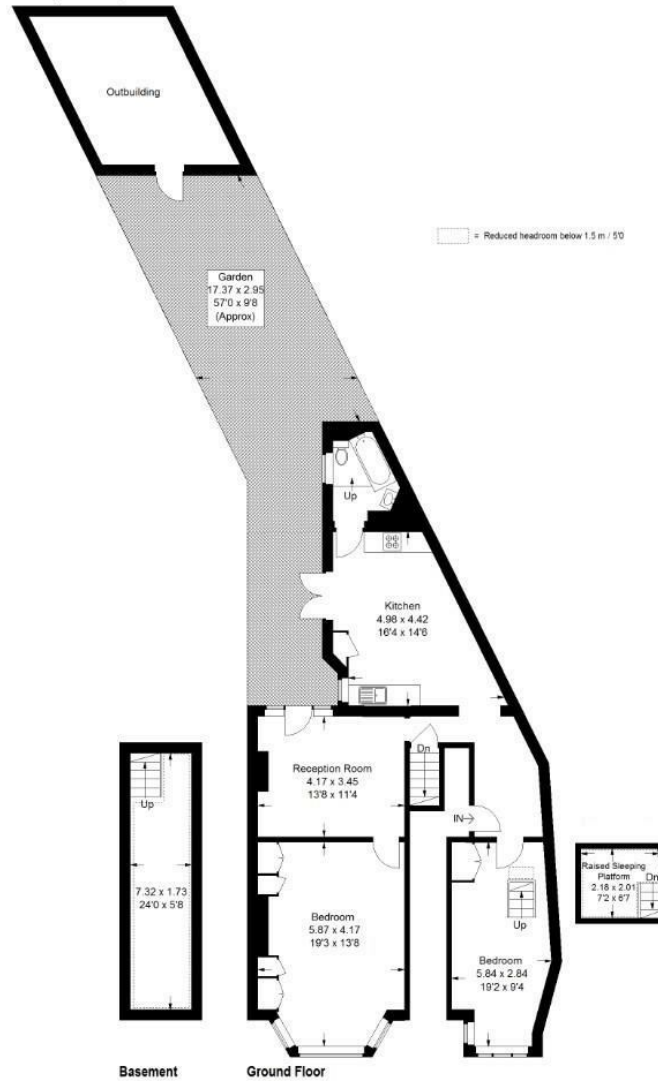 Outbuilding
= Reduced headroom below 1.5 m / 5'0
Garden
17.37 x 2.95
57'0 x 9'8
(Approx)
Up
Kitchen
4.98 x 4.42
16'4 x 14'6
Reception Room
4.17 x 3.45
13'8 x 11'4
Dn
IN
Up
7.32 x 1.73
24'0 x 5'8
Bedroom
5.87 x 4.17
19'3 x 13'8
Up
Bedroom
5.84 x 2.84
19'2 x 9'4
Raised Sleeping
Platform
2.18 x 2.01
7'2 x 6'7
Dn
Basement
Ground Floor